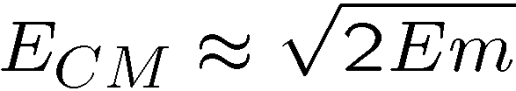 E_{CM} ≈ √(2Em)